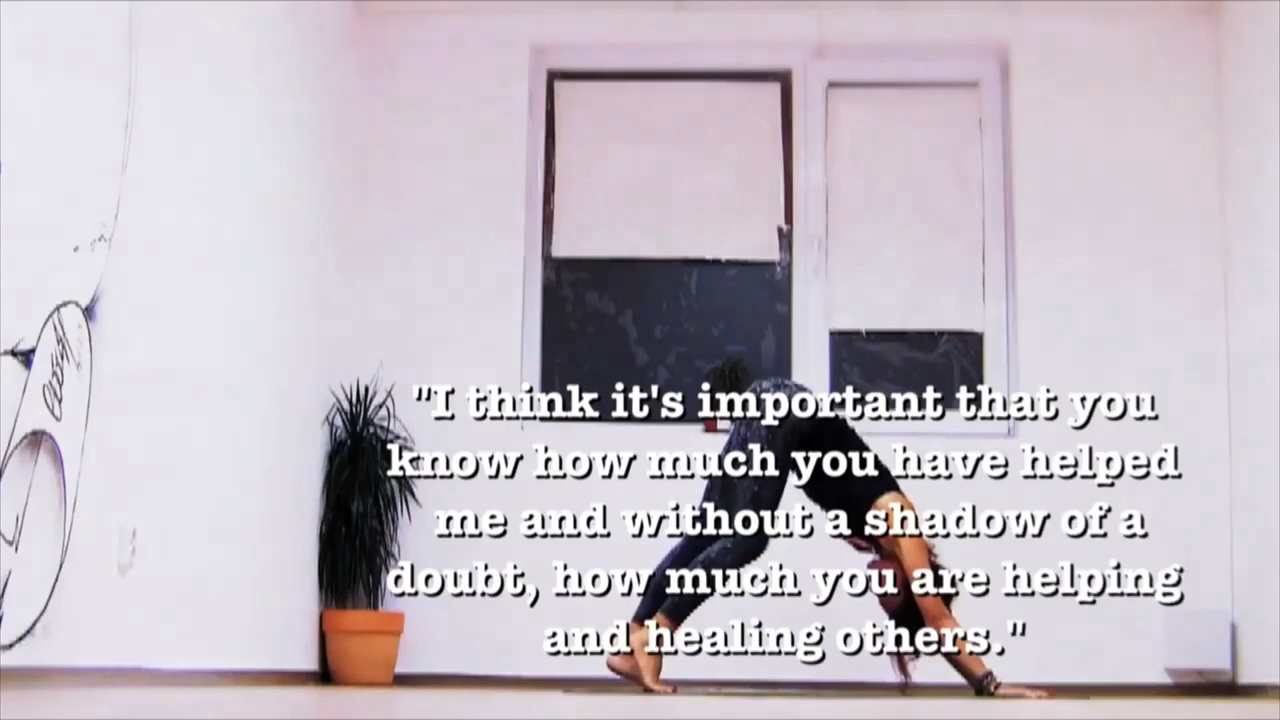 "I think it's important that you
know how much you have helped
me and without a shadow of a
doubt, how much you are helping
and healing others."